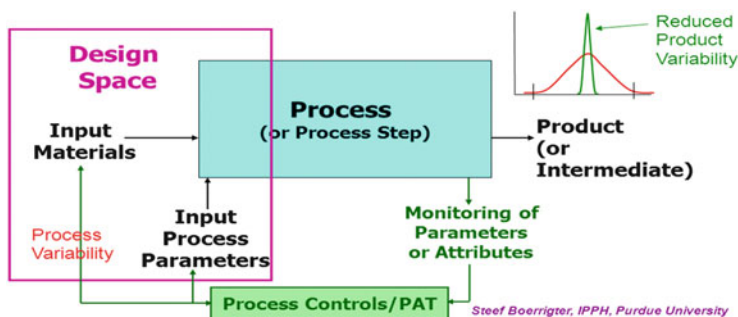 Design
Space
Reduced
Product
Variability
Process
(or Process Step)
Input
Materials
Product
(or
Intermediate)
Process
Variability
Input
Process
Parameters
Monitoring of
Parameters
or Attributes
Process Controls/PAT
Steef Boerrigter, IPPH, Purdue University